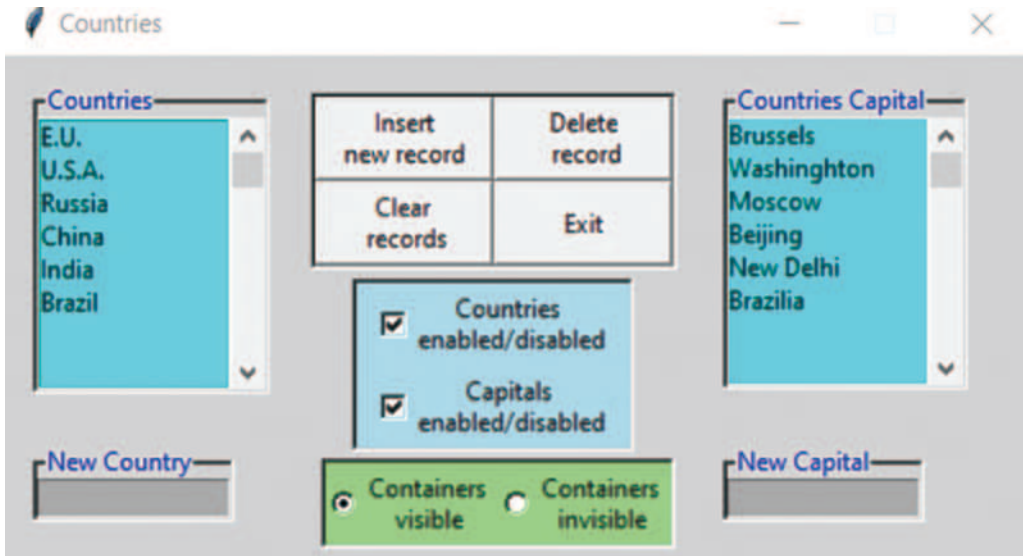 Countries
Countries
E.U.
U.S.A.
Russia
China
India
Brazil
Insert
new record
Delete
record
Clear
records
Exit
Countries
enabled/disabled
Capitals
enabled/disabled
Containers
visible
Containers
invisible
Countries Capital
Brussels
Washinghton
Moscow
Beijing
New Delhi
Brazilia
New Country
New Capital